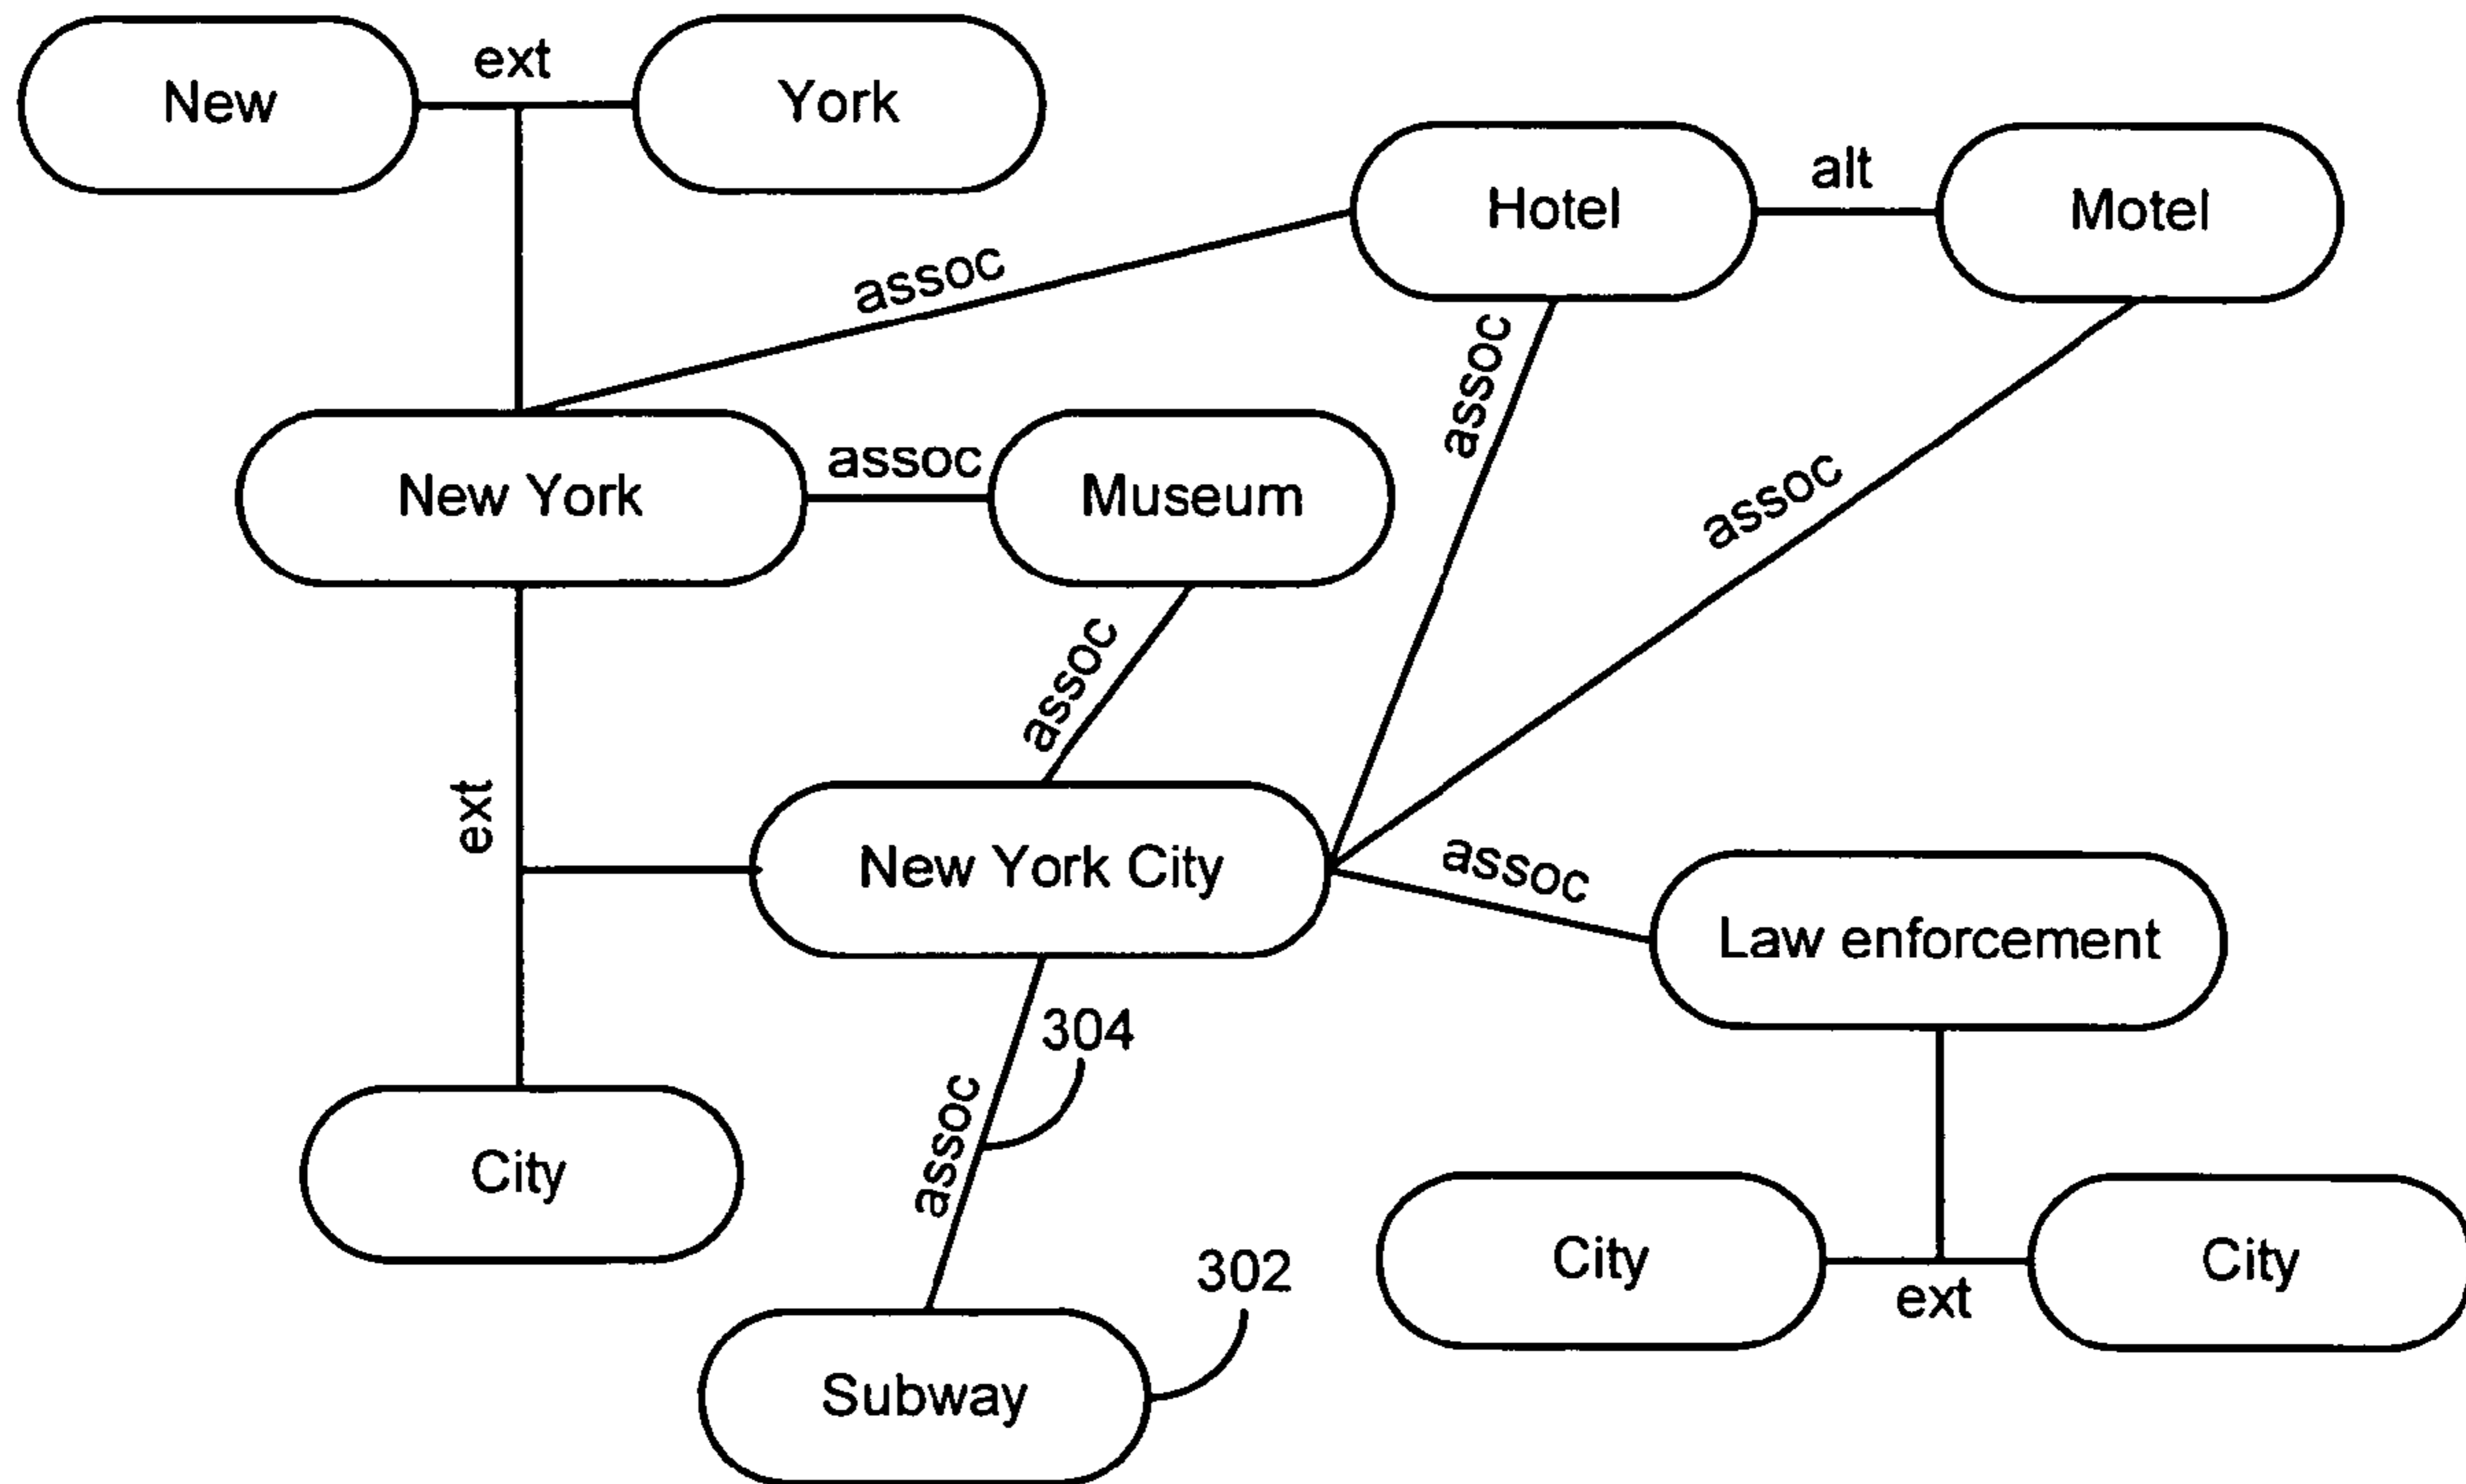 New
ext
York
Hotel
alt
Motel
assoc
assoc
assoc
New York
assoc
Museum
assoc
ext
New York City
assoc
Law enforcement
304
assoc
City
City
ext
City
302
Subway